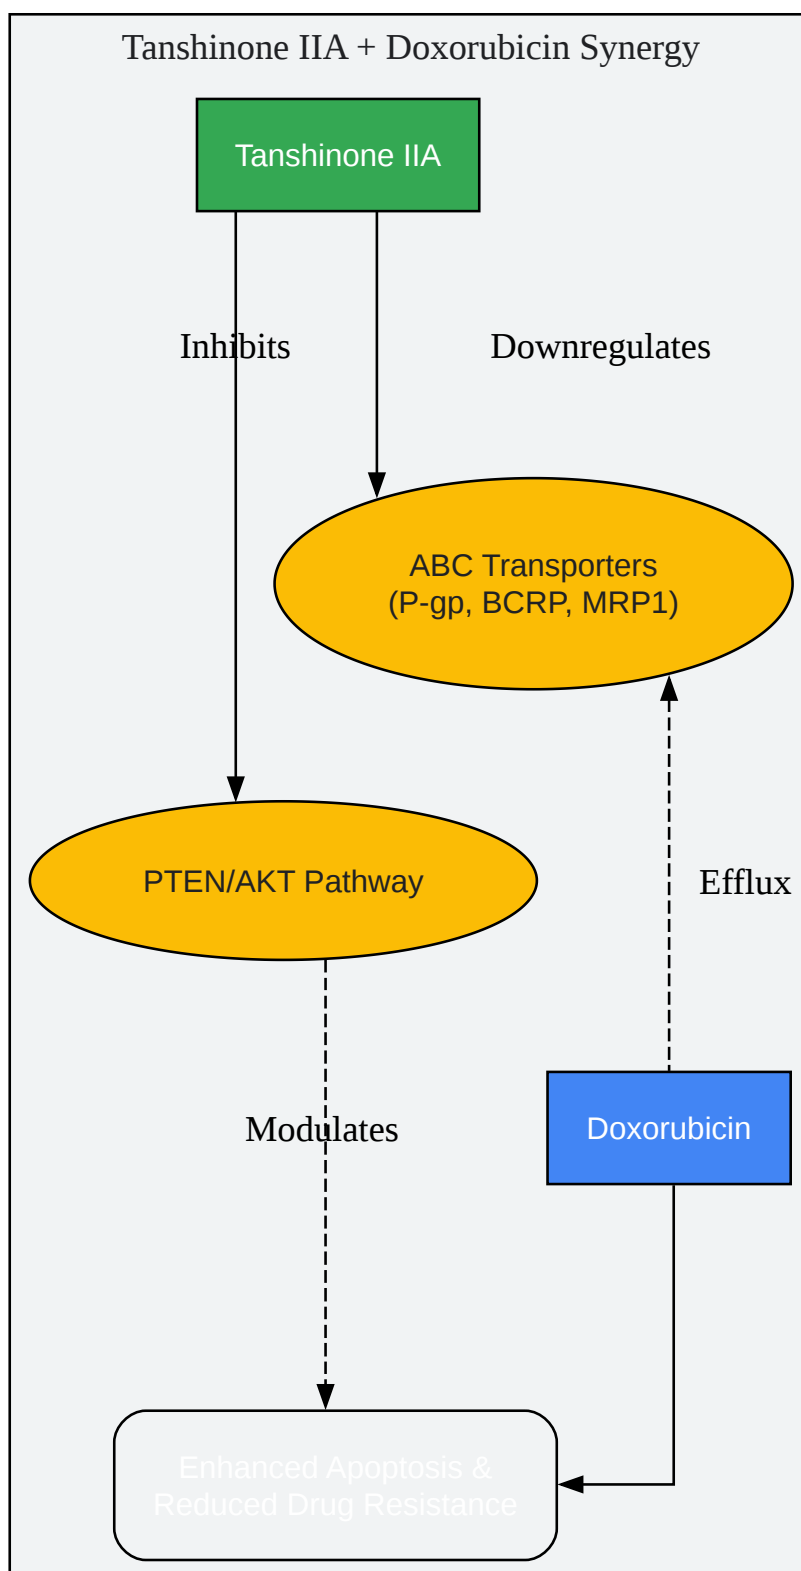 Tanshinone IIA + Doxorubicin Synergy
Tanshinone IIA
Inhibits
Downregulates
ABC Transporters
(P-gp, BCRP, MRP1)
PTEN/AKT Pathway
Efflux
Modulates
Doxorubicin
Enhanced Apoptosis &
Reduced Drug Resistance